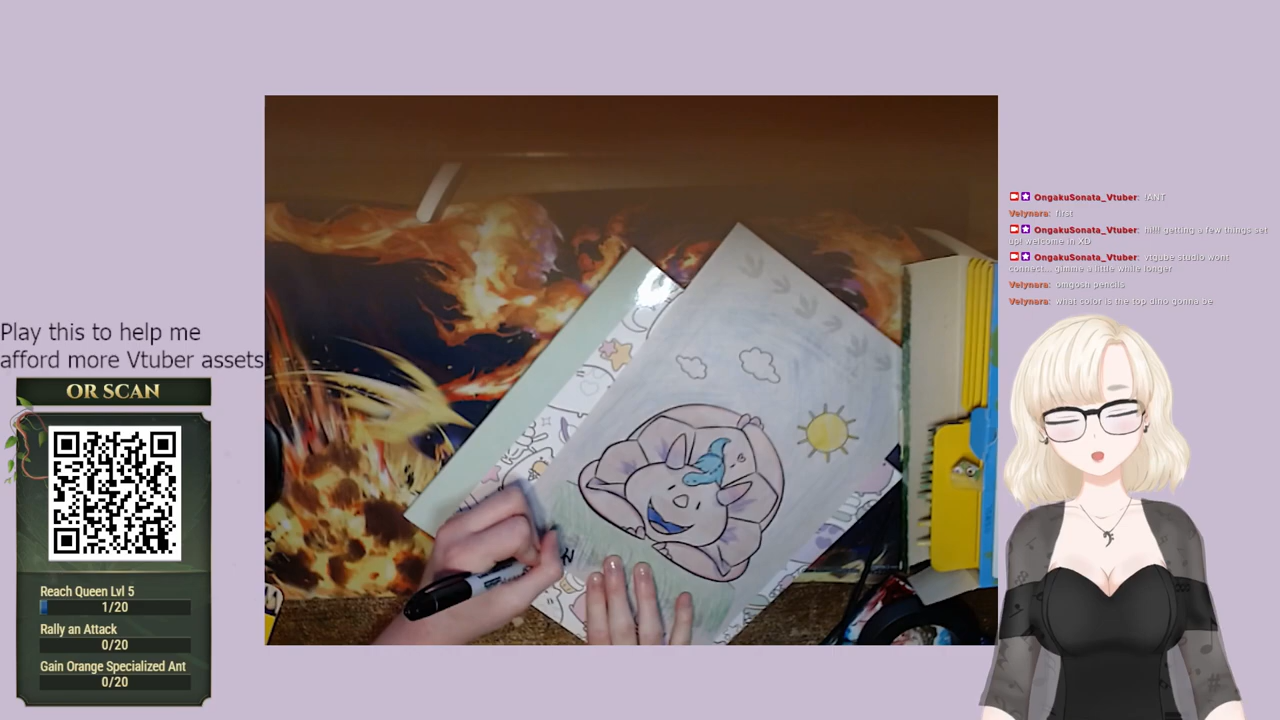 Play this to help me
afford more Vtuber assets!
OR SCAN
Reach Queen Lvl 5
1/20
Rally an Attack
0/20
Gain Orange Specialized Ant
0/20
OngakuSonata_Vtuber: !ANT
Velynara: first
OngakuSonata_Vtuber: hi!!! getting a few things set
up! welcome in XD
OngakuSonata_Vtuber: vtgube studio wont
connect... gimme a little while longer
Velynara: omgosh pencils
Velynara: what color is the top dino gonna be